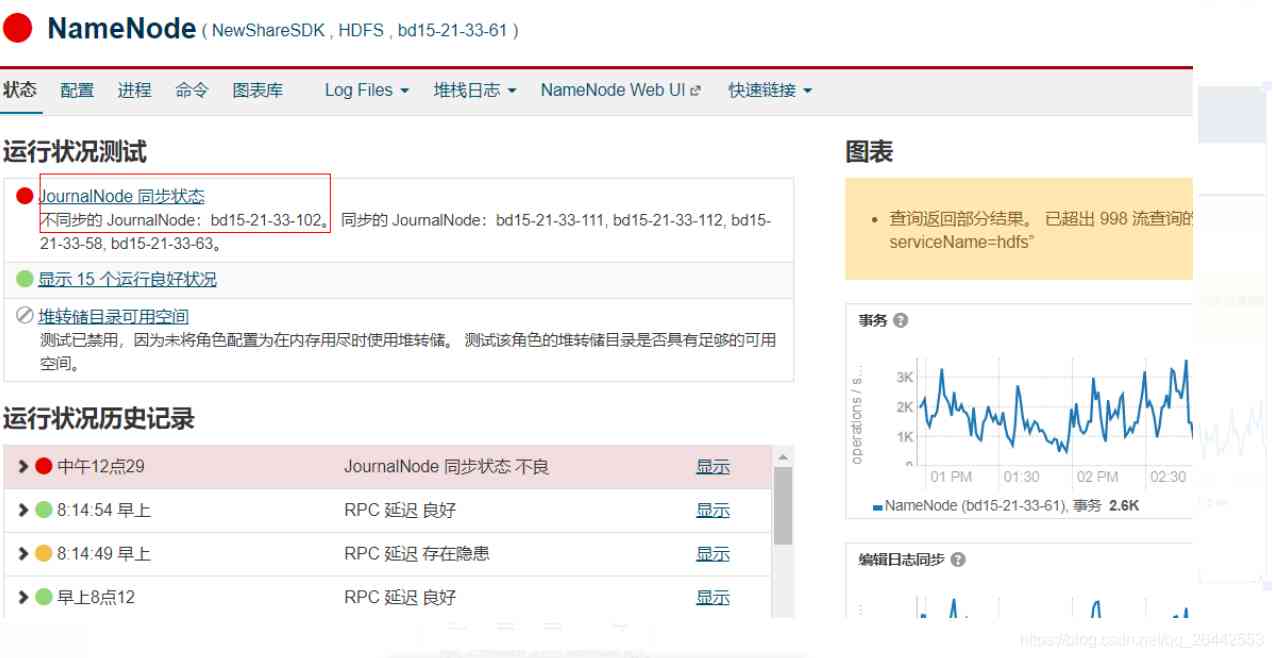 NameNode ( NewShareSDK , HDFS , bd15-21-33-61 )
状态 配置 进程 命令 图表库 Log Files 堆栈日志 NameNode Web UI 快速链接
运行状况测试
JournalNode 同步状态
不同步的 JournalNode：bd15-21-33-102。 同步的 JournalNode：bd15-21-33-111, bd15-21-33-112, bd15-
21-33-58, bd15-21-33-63。
显示 15 个运行良好状况
堆转储目录可用空间
测试已禁用，因为未将角色配置为在内存用尽时使用堆转储。 测试该角色的堆转储目录是否具有足够的可用
空间。
运行状况历史记录
中午12点29 JournalNode 同步状态 不良 显示
8:14:54 早上 RPC 延迟 良好 显示
8:14:49 早上 RPC 延迟 存在隐患 显示
早上8点12 RPC 延迟 良好 显示
图表
查询返回部分结果。 已超出 998 流查询的
serviceName=hdfs”
事务
operations / s...
3K
2K
1K
0
01 PM 01:30 02 PM 02:30
NameNode (bd15-21-33-61), 事务 2.6K
编辑日志同步
https://blog.csdn.net/qq_26442553